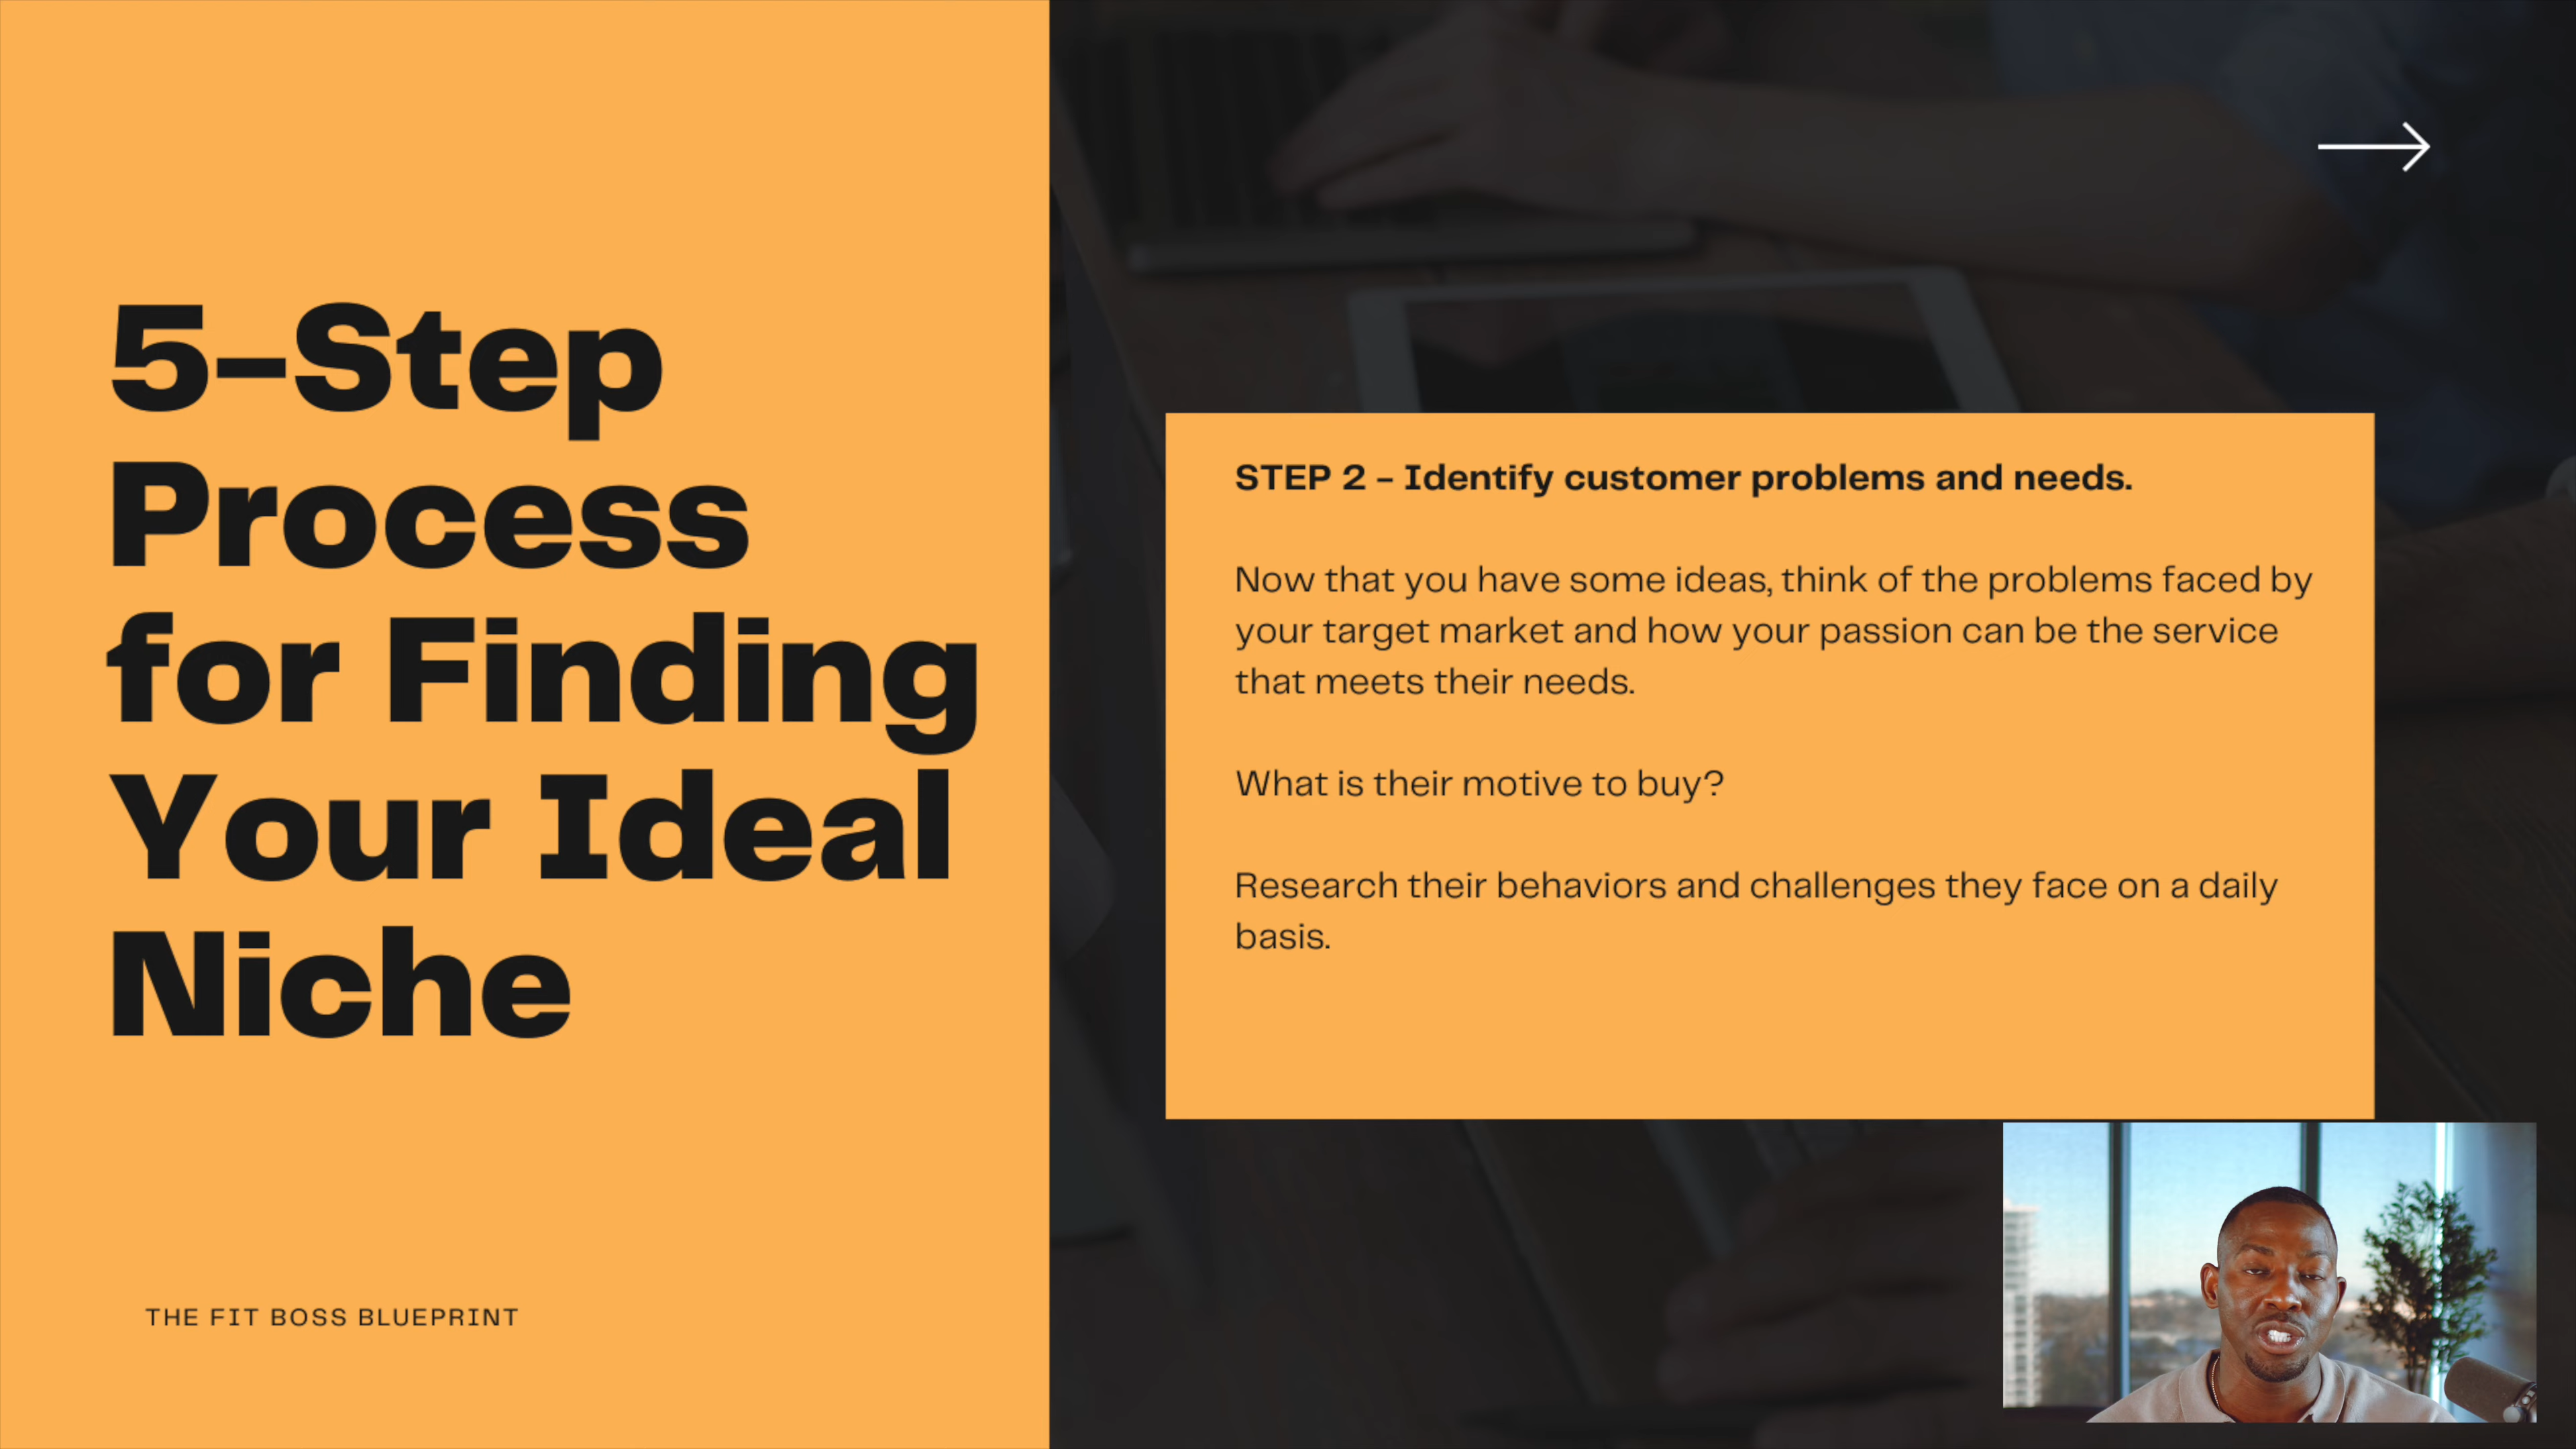 5-Step
Process
for Finding
Your Ideal
Niche
THE FIT BOSS BLUEPRINT
STEP 2 - Identify customer problems and needs.
Now that you have some ideas, think of the problems faced by
your target market and how your passion can be the service
that meets their needs.
What is their motive to buy?
Research their behaviors and challenges they face on a daily
basis.